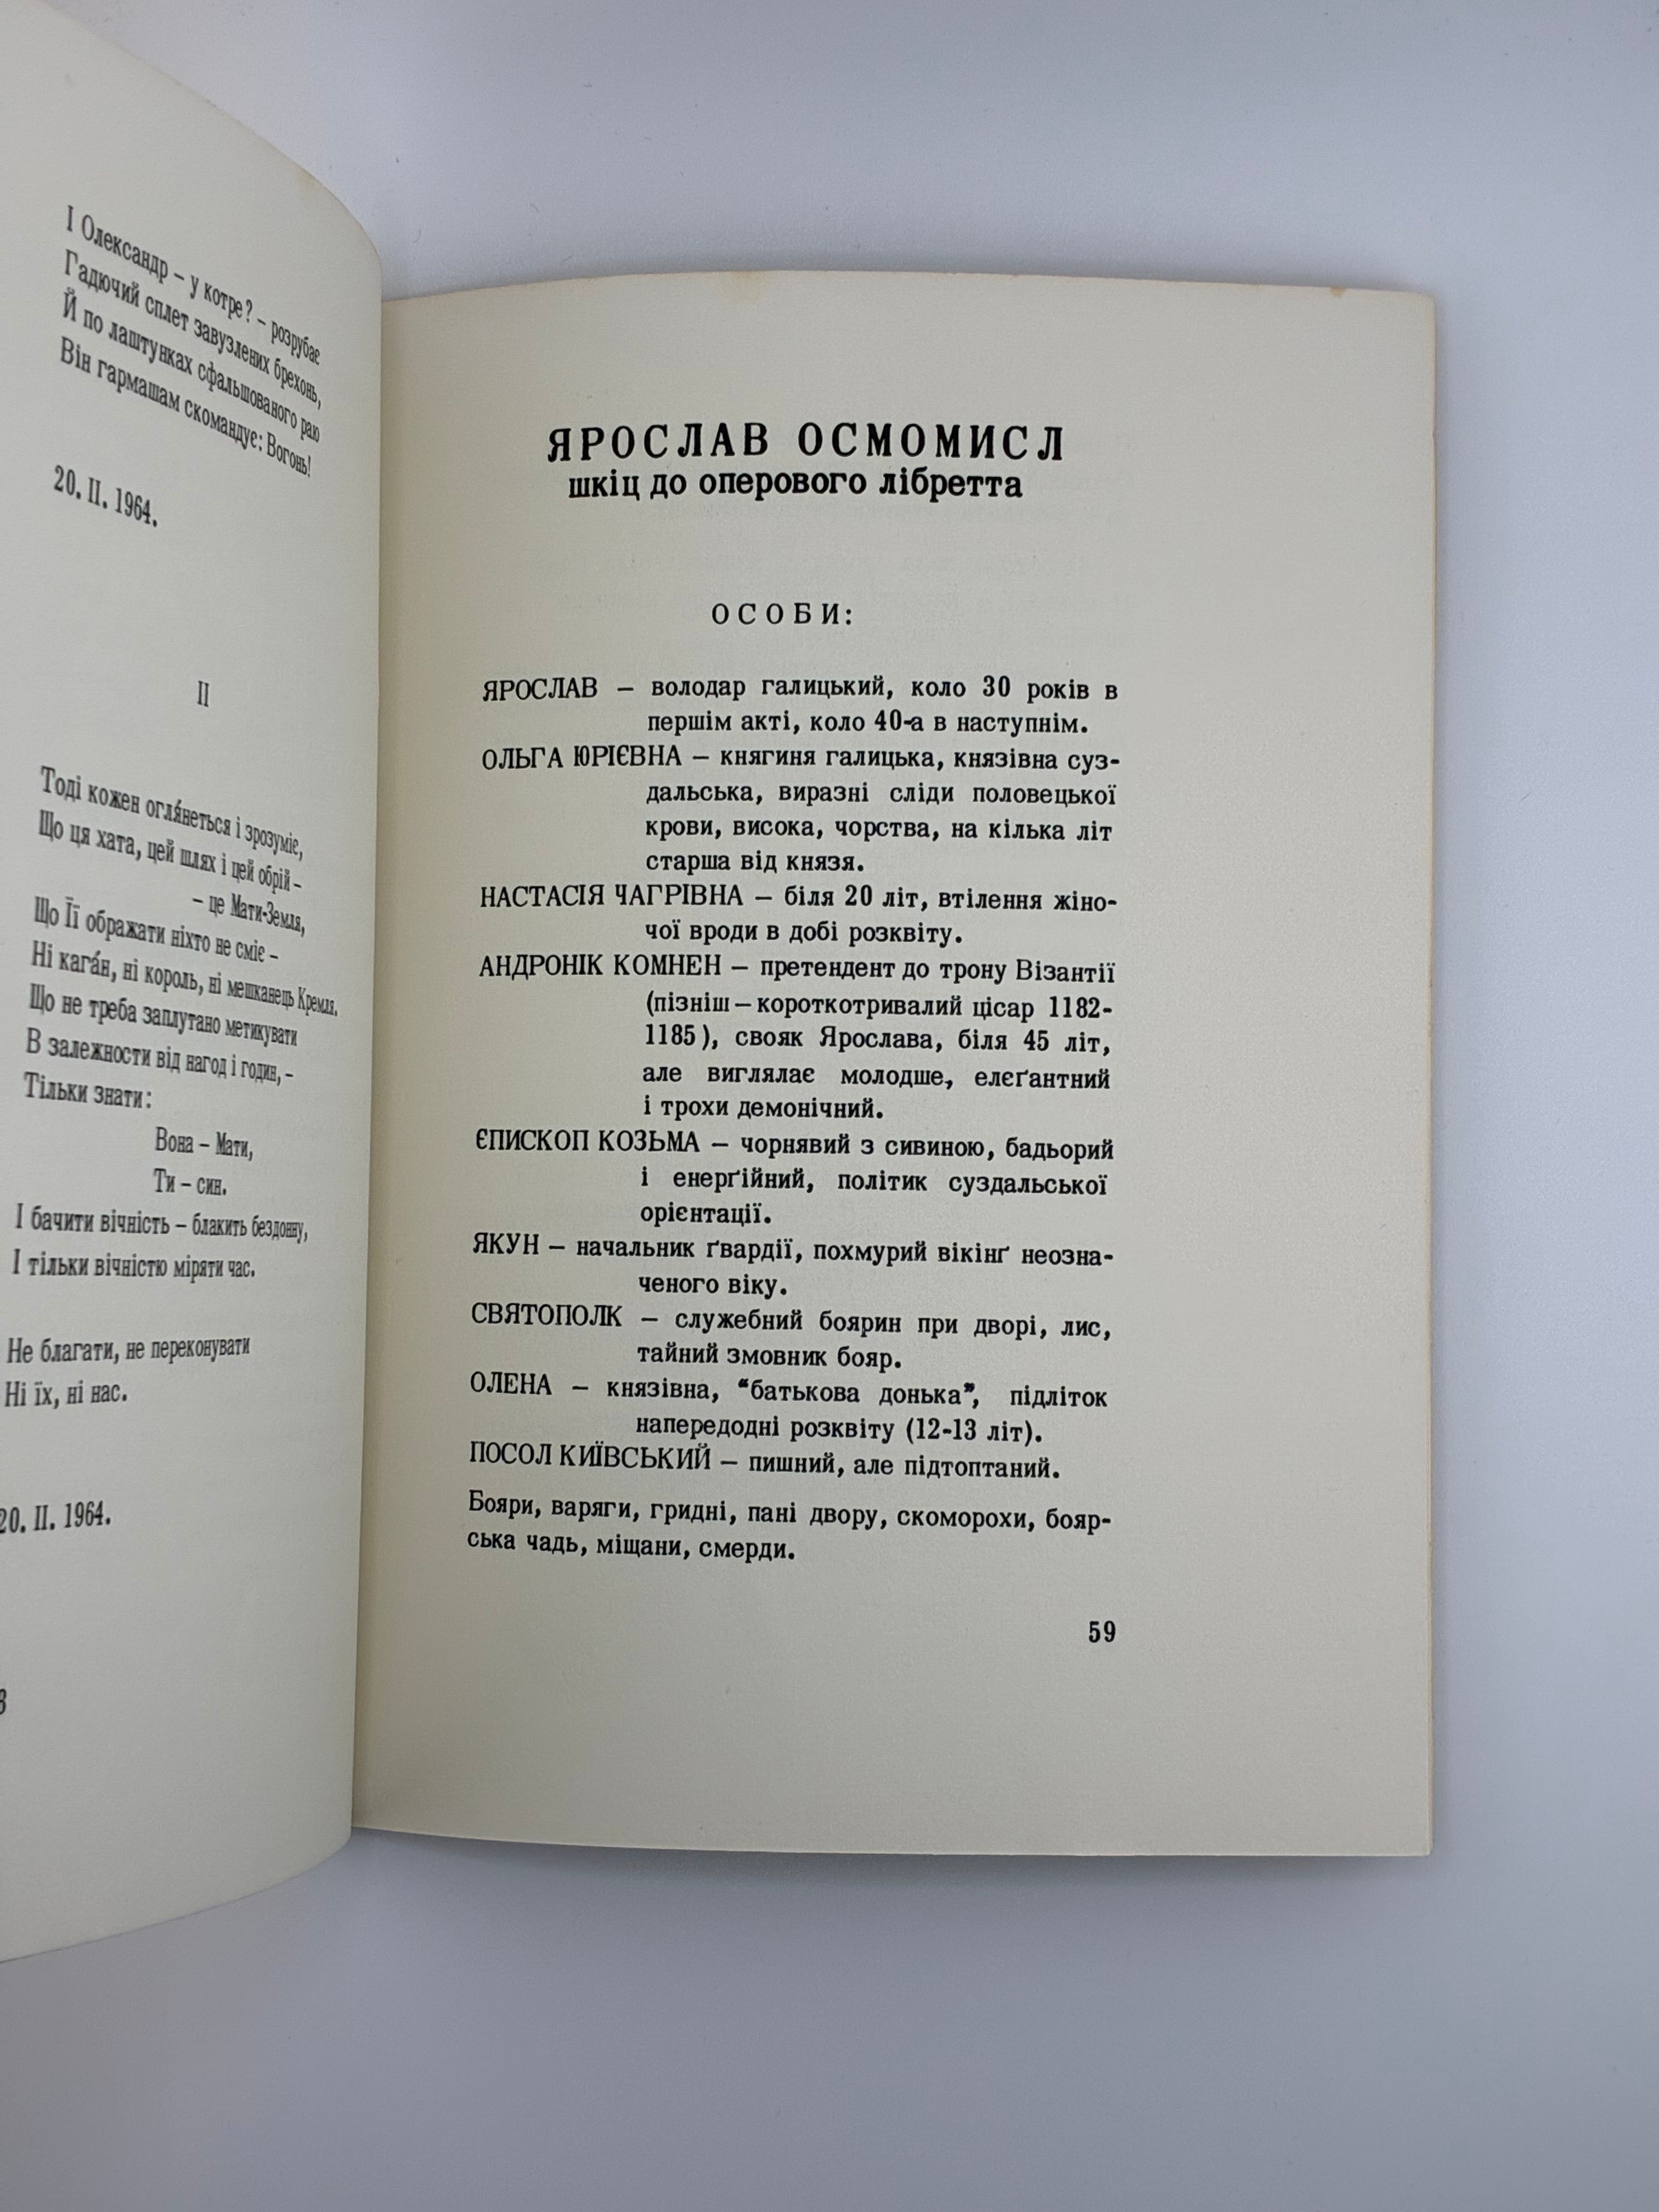 І Олександр – у котре? – розрубає
Гадючий сплет завузлених брехонь,
Й по лаштунках сфальшованого раю
Він гармашам скомандує: Вогонь!
20. II. 1964.
II
Тоді кожен огля́неться і зрозуміє,
Що ця хата, цей шлях і цей обрій –
– це Мати-Земля,
Що Її ображати ніхто не сміє –
Ні кага́н, ні король, ні мешканець Кремля.
Що не треба заплутано метикувати
В залежности від нагод і годин, –
Тільки знати:
Вона – Мати,
Ти – син.
І бачити вічність – блакить бездонну,
І тільки вічністю міряти час.
Не благати, не переконувати
Ні їх, ні нас.
20. II. 1964.
8
ЯРОСЛАВ ОСМОМИСЛ
шкіц до оперового лібретта
ОСОБИ:
ЯРОСЛАВ – володар галицький, коло 30 років в
першім акті, коло 40-а в наступнім.
ОЛЬГА ЮРІЄВНА – княгиня галицька, князівна суз-
дальська, виразні сліди половецької
крови, висока, чорства, на кілька літ
старша від князя.
НАСТАСІЯ ЧАГРІВНА – біля 20 літ, втілення жіно-
чої вроди в добі розквіту.
АНДРОНІК КОМНЕН – претендент до трону Візантії
(пізніш – короткотривалий цісар 1182-
1185), свояк Ярослава, біля 45 літ,
але виглялає молодше, елєґантний
і трохи демонічний.
ЄПИСКОП КОЗЬМА – чорнявий з сивиною, бадьорий
і енерґійний, політик суздальської
орієнтації.
ЯКУН – начальник ґвардії, похмурий вікінґ неозна-
ченого віку.
СВЯТОПОЛК – служебний боярин при дворі, лис,
тайний змовник бояр.
ОЛЕНА – князівна, “батькова донька”, підліток
напередодні розквіту (12-13 літ).
ПОСОЛ КИЇВСЬКИЙ – пишний, але підтоптаний.
Бояри, варяги, гридні, пані двору, скоморохи, бояр-
ська чадь, міщани, смерди.
59